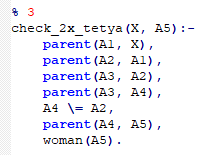 % 3
check_2x_tetya(X, A5):-
parent(A1, X),
parent(A2, A1),
parent(A3, A2),
parent(A3, A4),
A4 \= A2,
parent(A4, A5),
woman(A5).